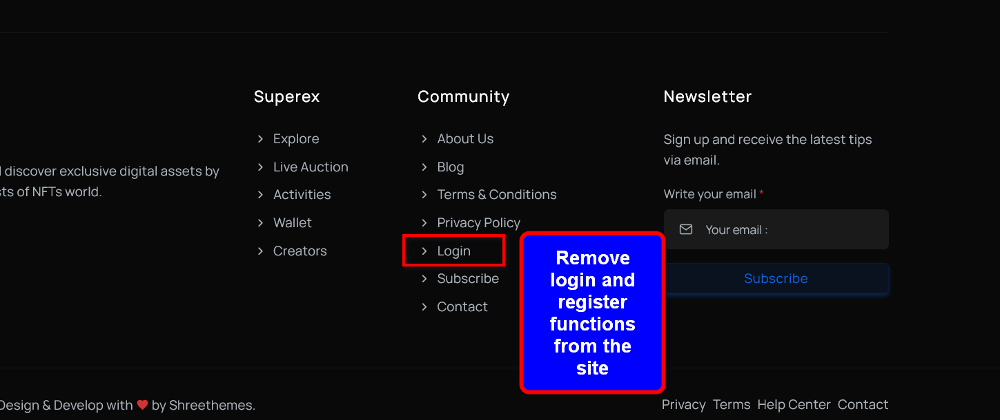 discover exclusive digital assets by
sts of NFTs world.
Superex
Explore
Live Auction
Activities
Wallet
Creators
Community
About Us
Blog
Terms & Conditions
Privacy Policy
Login
Subscribe
Contact
Remove
login and
register
functions
from the
site
Newsletter
Sign up and receive the latest tips
via email.
Write your email *
Your email :
Subscribe
Design & Develop with ❤ by Shreethemes.
Privacy Terms Help Center Contact